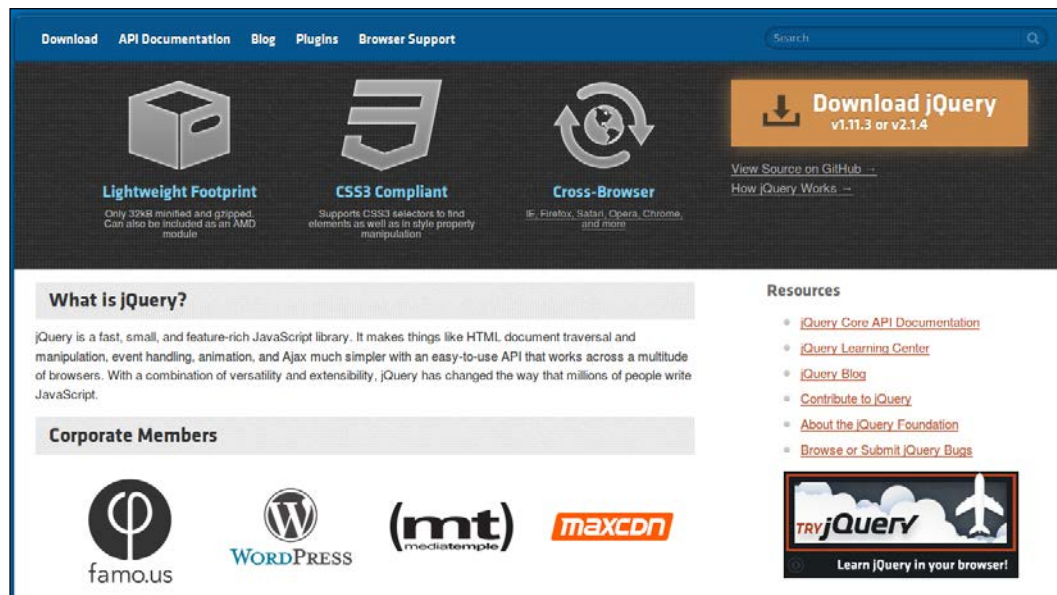 Download API Documentation Blog Plugins Browser Support Search
Lightweight Footprint
Only 32kB minified and gzipped.
Can also be included as an AMD
module
CSS3 Compliant
Supports CSS3 selectors to find
elements as well as in style property
manipulation
Cross-Browser
IE, Firefox, Safari, Opera, Chrome,
and more
Download jQuery
v1.11.3 or v2.1.4
View Source on GitHub →
How jQuery Works →
What is jQuery?
jQuery is a fast, small, and feature-rich JavaScript library. It makes things like HTML document traversal and
manipulation, event handling, animation, and Ajax much simpler with an easy-to-use API that works across a multitude
of browsers. With a combination of versatility and extensibility, jQuery has changed the way that millions of people write
JavaScript.
Corporate Members
famo.us
WORDPRESS
(mt)
mediatemple
maxcdn
Resources
jQuery Core API Documentation
jQuery Learning Center
jQuery Blog
Contribute to jQuery
About the jQuery Foundation
Browse or Submit jQuery Bugs
TRY jQuery
Learn jQuery in your browser!